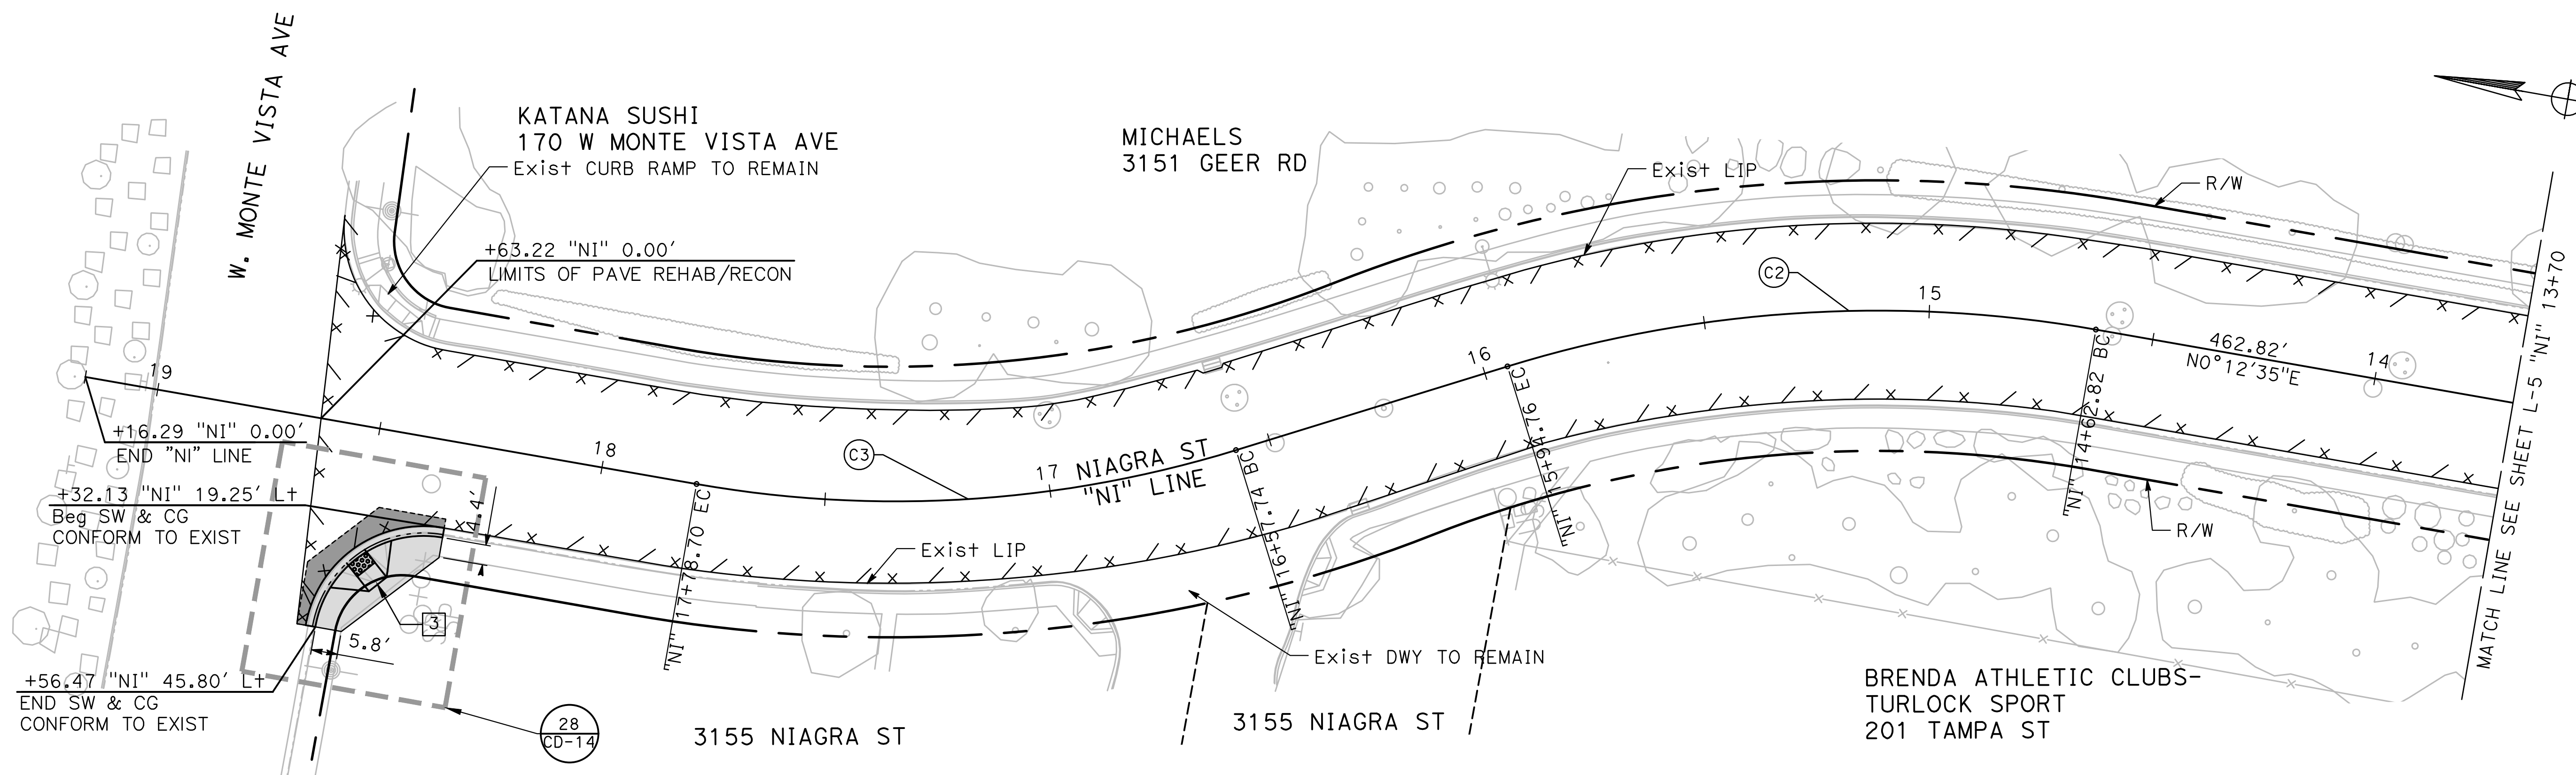 W. MONTE VISTA AVE
KATANA SUSHI
170 W MONTE VISTA AVE
Exist CURB RAMP TO REMAIN
+63.22 "NI" 0.00'
LIMITS OF PAVE REHAB/RECON
MICHAELS
3151 GEER RD
Exist LIP
R/W
C2
15
16
462.82'
N0°12'35"E
14
MATCH LINE SEE SHEET L-5 "NI" 13+70
19
+16.29 "NI" 0.00'
END "NI" LINE
18
C3
17
NIAGRA ST
"NI" LINE
+32.13 "NI" 19.25' Lt
Beg SW & CG
CONFORM TO EXIST
4.4'
"NI" 17+78.70 EC
Exist LIP
"NI" 16+57.74 BC
"NI" 15+94.76 EC
"NI" 14+62.82 BC
R/W
3
5.8'
+56.47 "NI" 45.80' Lt
END SW & CG
CONFORM TO EXIST
28
CD-14
3155 NIAGRA ST
Exist DWY TO REMAIN
3155 NIAGRA ST
BRENDA ATHLETIC CLUBS-
TURLOCK SPORT
201 TAMPA ST